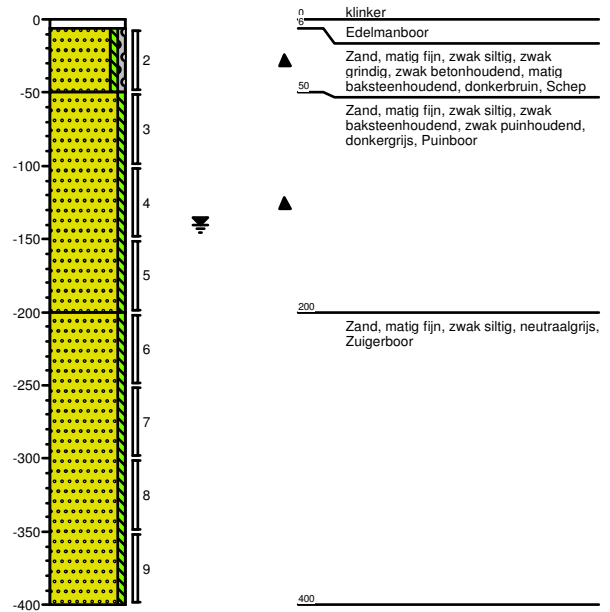 0
-50
-100
-150
-200
-250
-300
-350
-400
2
3
4
5
6
7
8
9
0
klinker
6
Edelmanboor
Zand, matig fijn, zwak siltig, zwak
grindig, zwak betonhoudend, matig
baksteenhoudend, donkerbruin, Schep
50
Zand, matig fijn, zwak siltig, zwak
baksteenhoudend, zwak puinhoudend,
donkergrijs, Puinboor
200
Zand, matig fijn, zwak siltig, neutraalgrijs,
Zuigerboor
400